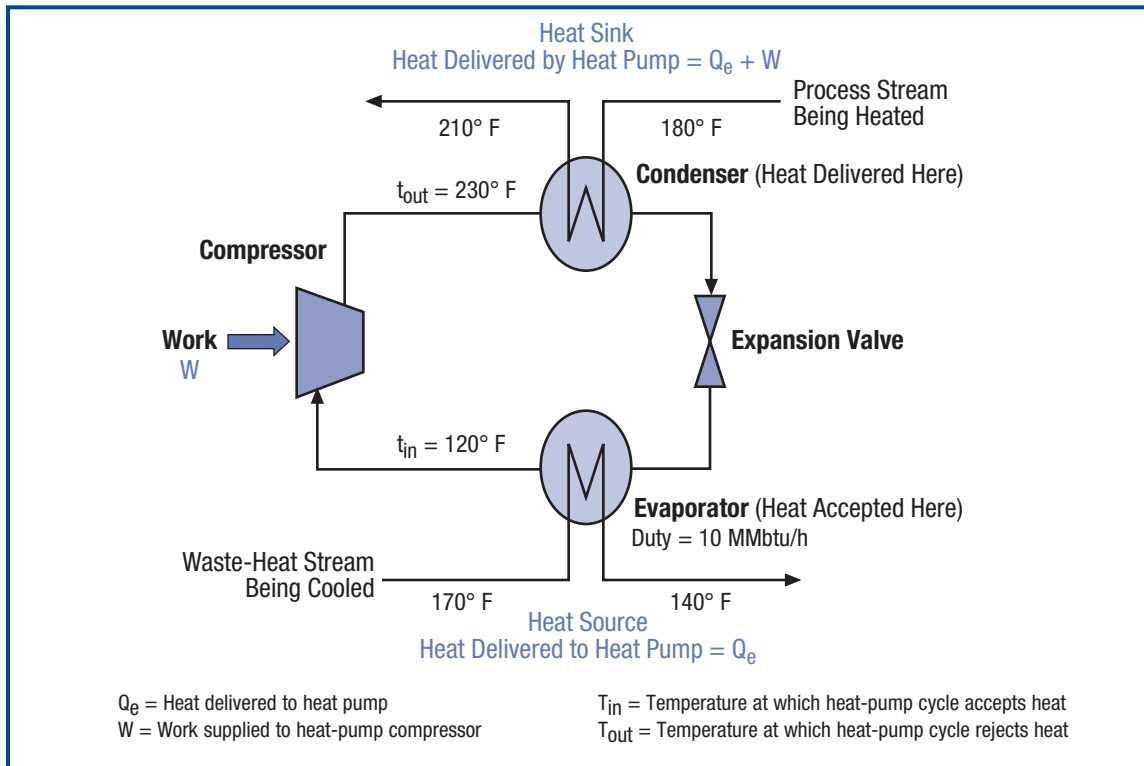 Heat Sink
Heat Delivered by Heat Pump = Qe + W
Process Stream
Being Heated
210° F
180° F
Condenser (Heat Delivered Here)
tout = 230° F
Compressor
Work
W
Expansion Valve
tin = 120° F
Evaporator (Heat Accepted Here)
Duty = 10 MMbtu/h
Waste-Heat Stream
Being Cooled
170° F
140° F
Heat Source
Heat Delivered to Heat Pump = Qe
Qe = Heat delivered to heat pump
W = Work supplied to heat-pump compressor
Tin = Temperature at which heat-pump cycle accepts heat
Tout = Temperature at which heat-pump cycle rejects heat